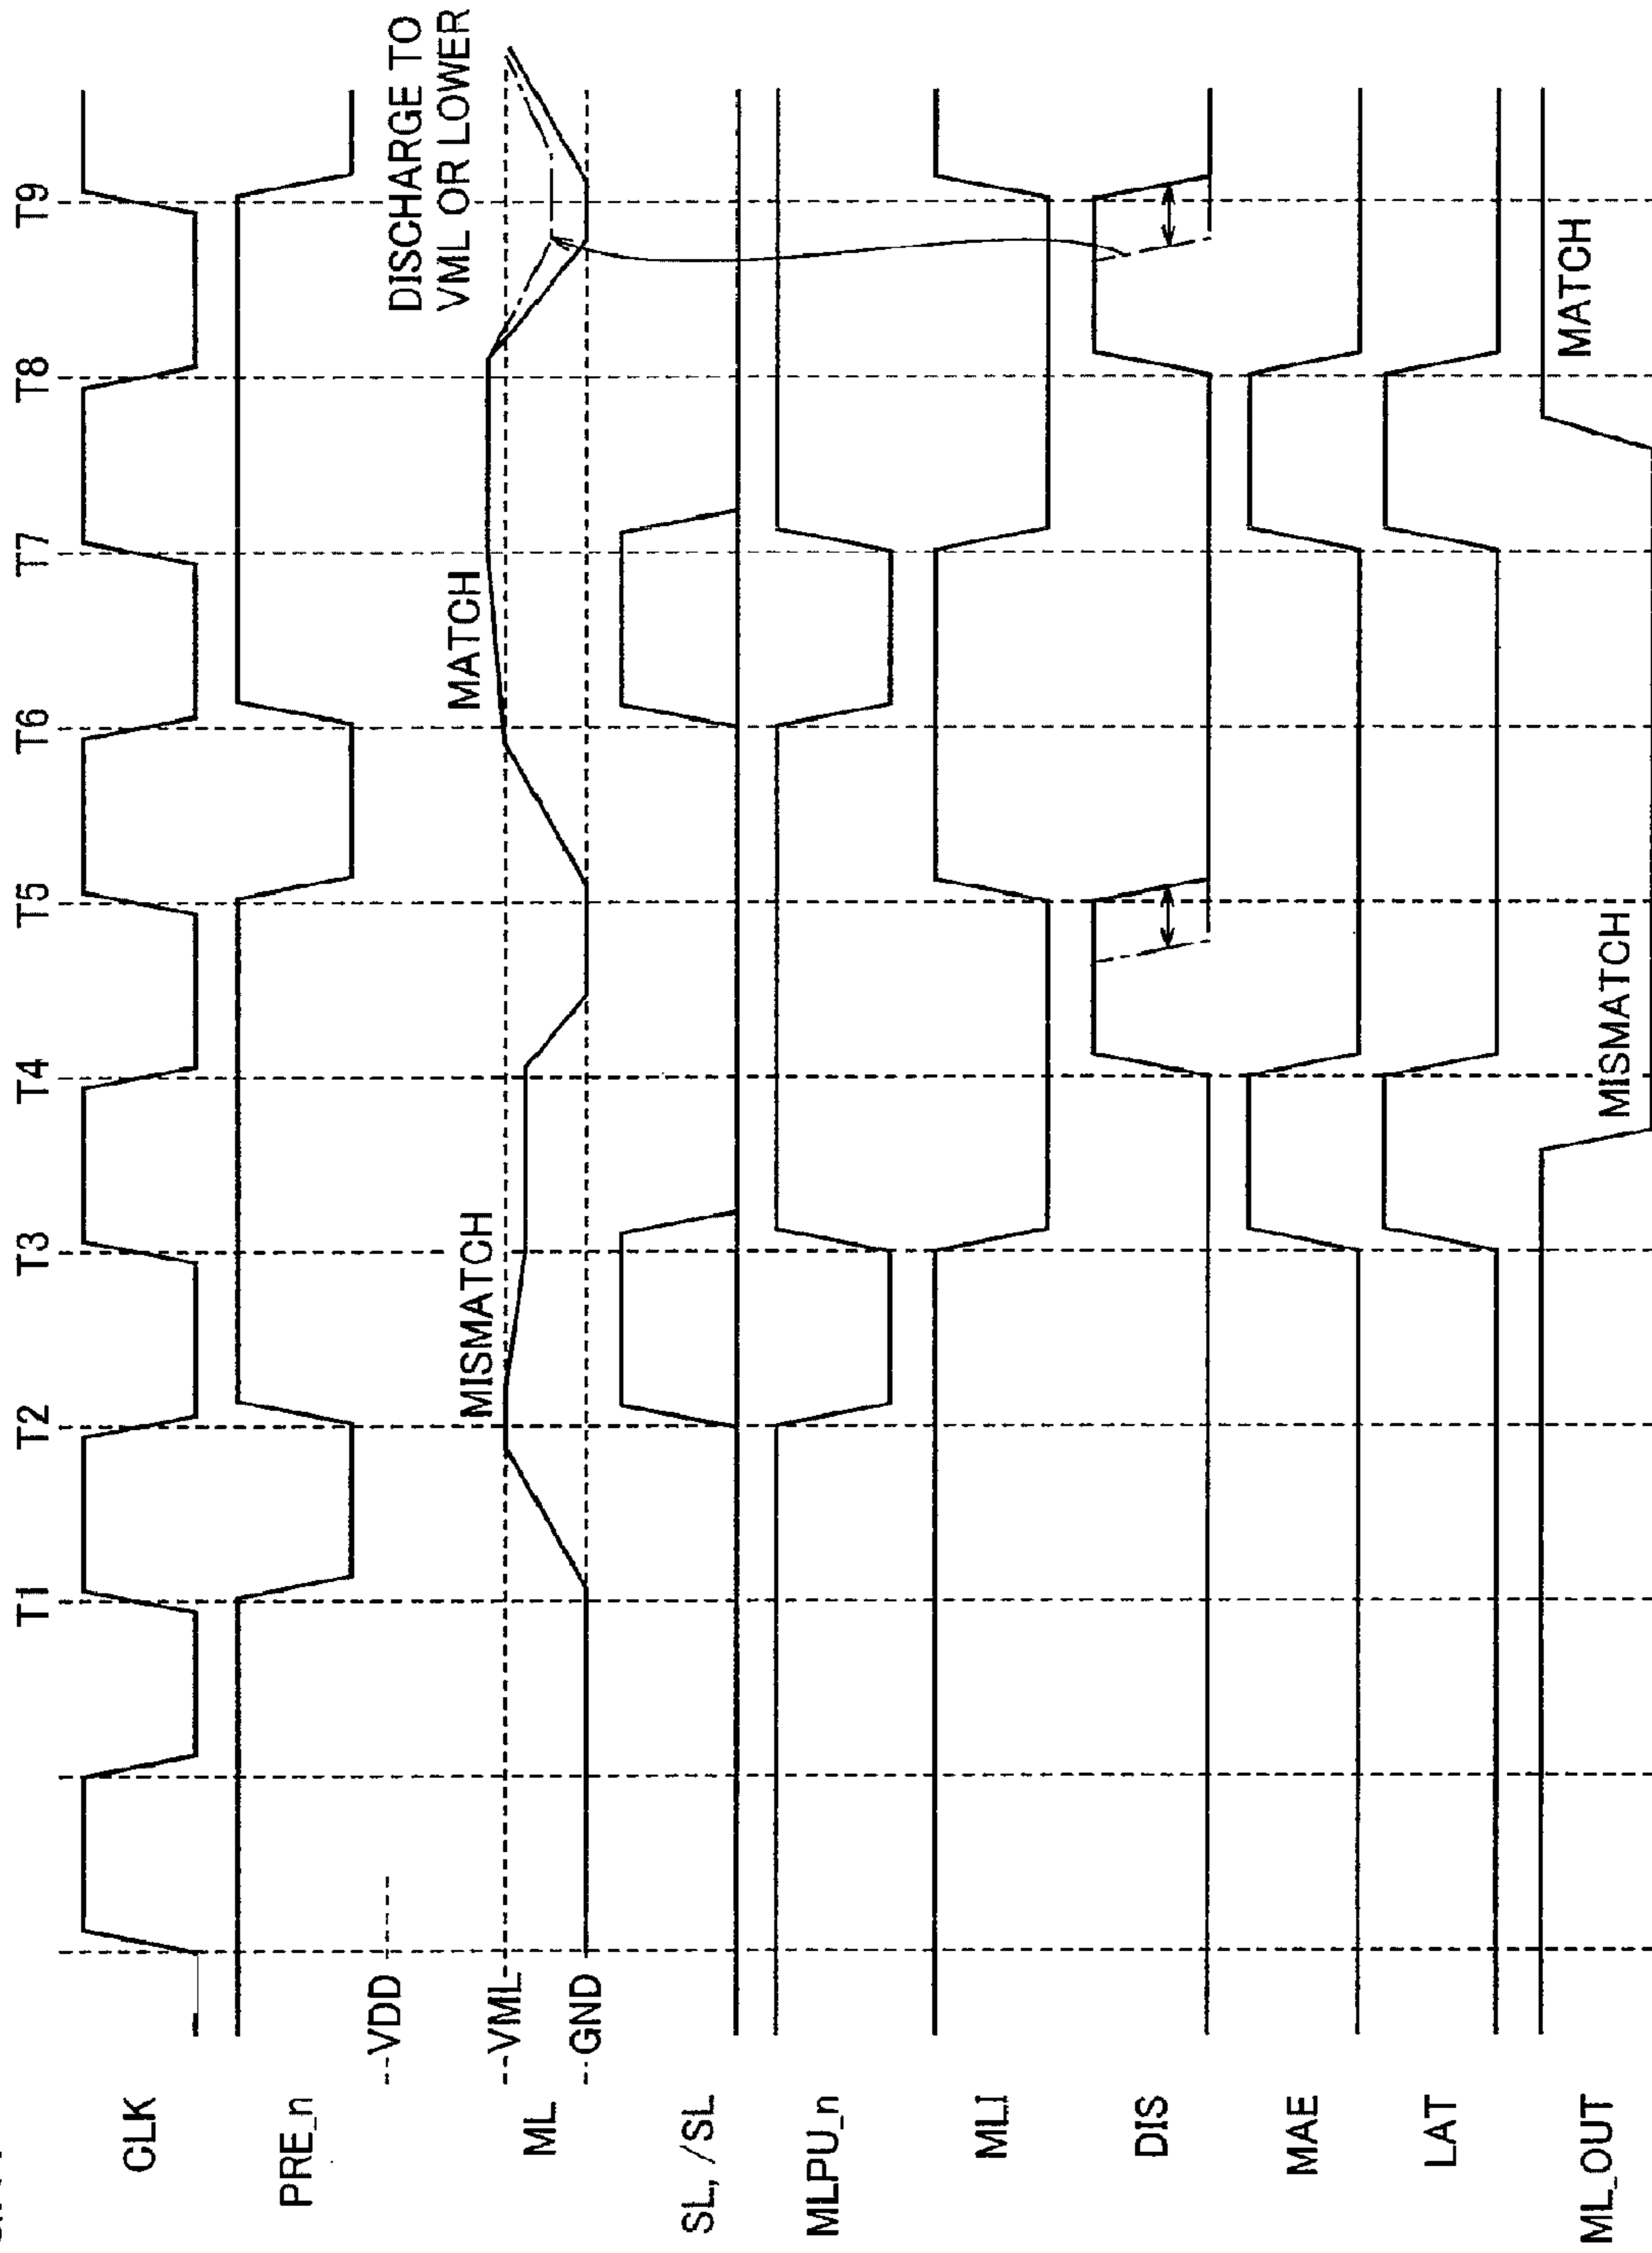 T1 T2 T3 T4 T5 T6 T7 T8 T9
CLK
PRE_n
VDD
DISCHARGE TO
VML OR LOWER
VML
ML
GND
MISMATCH
MATCH
SL, /SL
MLPU_n
MLI
DIS
MAE
LAT
ML_OUT
MISMATCH
MATCH